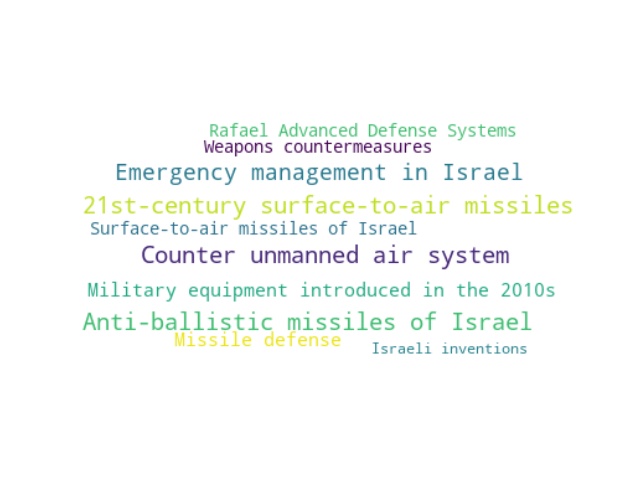 Rafael Advanced Defense Systems
Weapons countermeasures
Emergency management in Israel
21st-century surface-to-air missiles
Surface-to-air missiles of Israel
Counter unmanned air system
Military equipment introduced in the 2010s
Anti-ballistic missiles of Israel
Missile defense
Israeli inventions